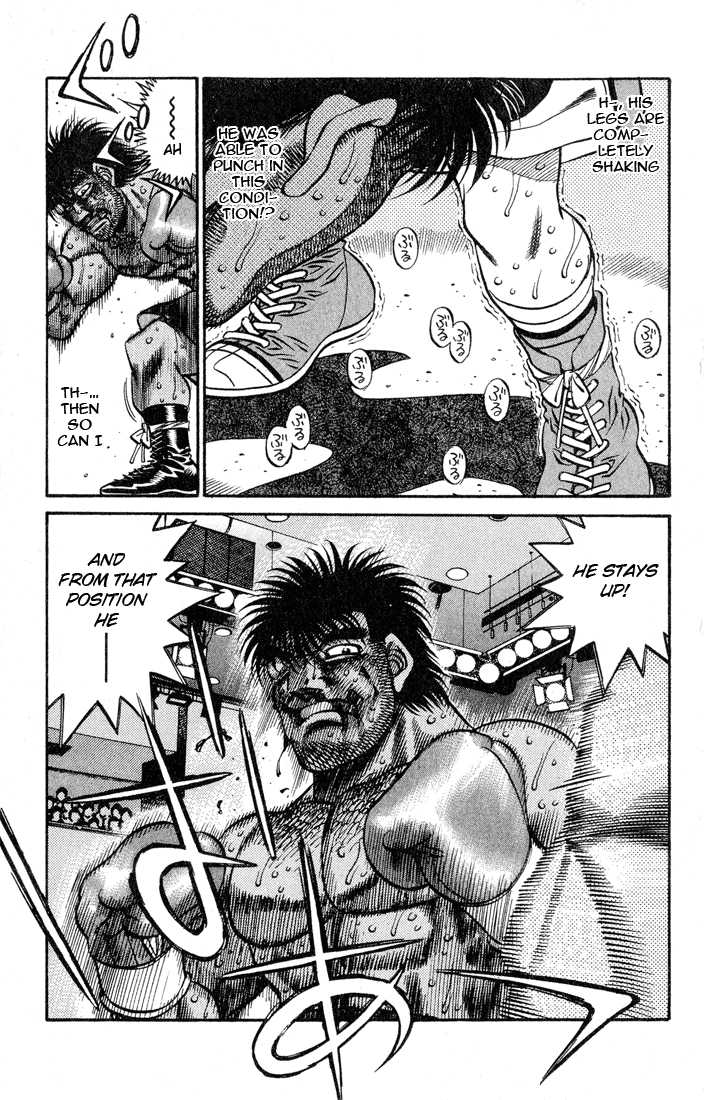 H-, HIS
LEGS ARE
COMP-
LETELY
SHAKING
HE WAS
ABLE TO
PUNCH IN
THIS
CONDI-
TION!?
ぶる
ぶる
ぶる
ぶる
ぶる
ぶる
ぶる
ぶる
AH
TH-...
THEN
SO
CAN I
HE STAYS
UP!
AND
FROM THAT
POSITION
HE